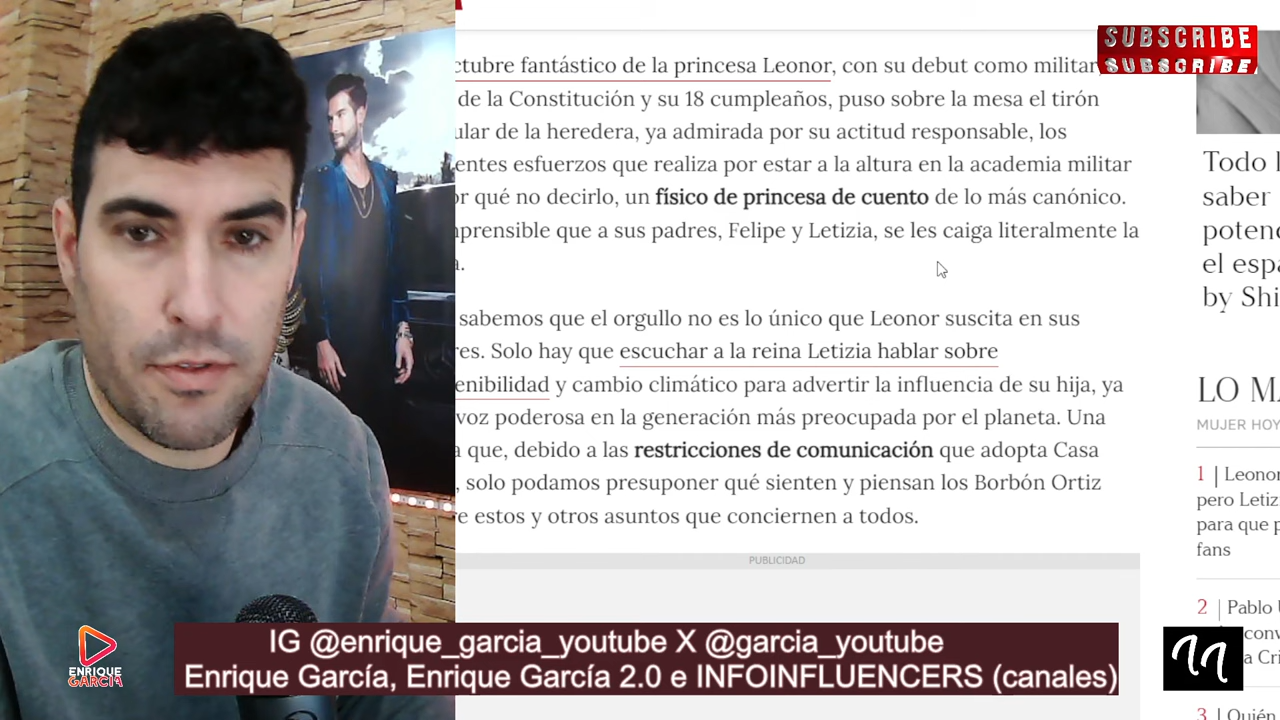 ctubre fantástico de la princesa Leonor, con su debut como militar
de la Constitución y su 18 cumpleaños, puso sobre la mesa el tirón
ular de la heredera, ya admirada por su actitud responsable, los
entes esfuerzos que realiza por estar a la altura en la academia militar
or qué no decirlo, un físico de princesa de cuento de lo más canónico.
prensible que a sus padres, Felipe y Letizia, se les caiga literalmente la
a.
sabemos que el orgullo no es lo único que Leonor suscita en sus
res. Solo hay que escuchar a la reina Letizia hablar sobre
enibilidad y cambio climático para advertir la influencia de su hija, ya
voz poderosa en la generación más preocupada por el planeta. Una
a que, debido a las restricciones de comunicación que adopta Casa
, solo podamos presuponer qué sienten y piensan los Borbón Ortiz
e estos y otros asuntos que conciernen a todos.
PUBLICIDAD
SUBSCRIBE
SUBSCRIBE
Todo l
saber
potenc
el espa
by Shi
LO MA
MUJER HOY
1 | Leonor
pero Letiz
para que p
fans
2 | Pablo
conv
a Cri
3 | Quién
ENRIQUE
GARCÍA
IG @enrique_garcia_youtube X @garcia_youtube
Enrique García, Enrique García 2.0 e INFOINFLUENCERS (canales)